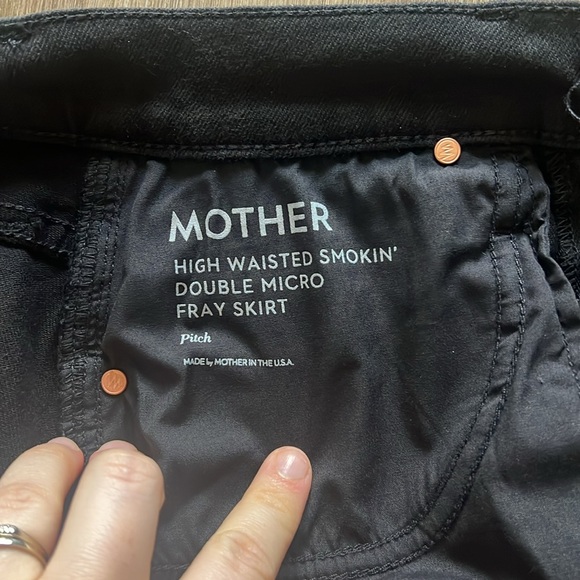 MOTHER
HIGH WAISTED SMOKIN'
DOUBLE MICRO
FRAY SKIRT
Pitch
MADE by MOTHER IN THE U.S.A.